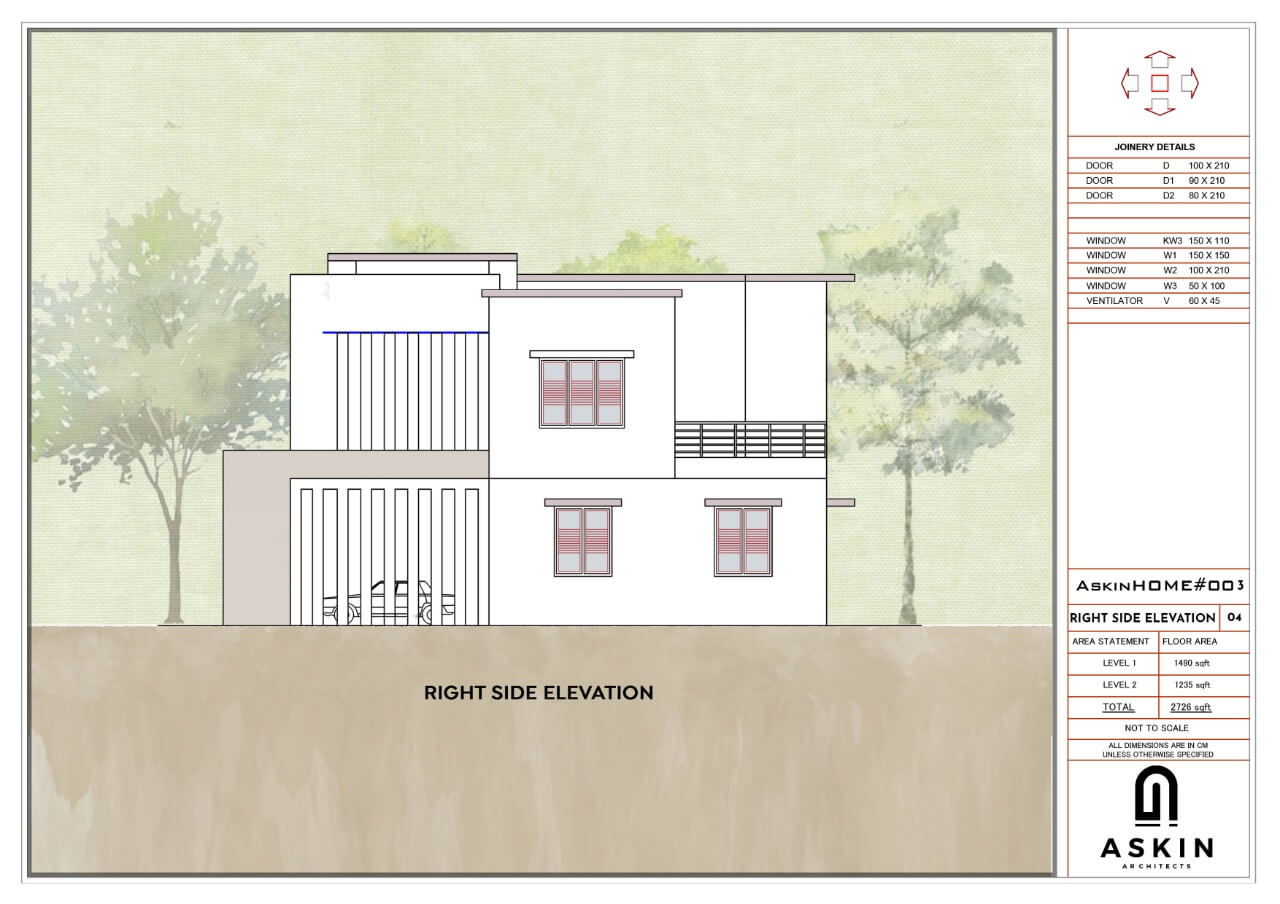 RIGHT SIDE ELEVATION
JOINERY DETAILS
DOOR D 100 X 210
DOOR D1 90 X 210
DOOR D2 80 X 210
WINDOW KW3 150 X 110
WINDOW W1 150 X 150
WINDOW W2 100 X 210
WINDOW W3 50 X 100
VENTILATOR V 60 X 45
ASKINHOME#003
RIGHT SIDE ELEVATION 04
AREA STATEMENT FLOOR AREA
LEVEL 1 1490 sqft
LEVEL 2 1235 sqft
TOTAL 2726 sqft
NOT TO SCALE
ALL DIMENSIONS ARE IN CM
UNLESS OTHERWISE SPECIFIED
ASKIN
ARCHITECTS